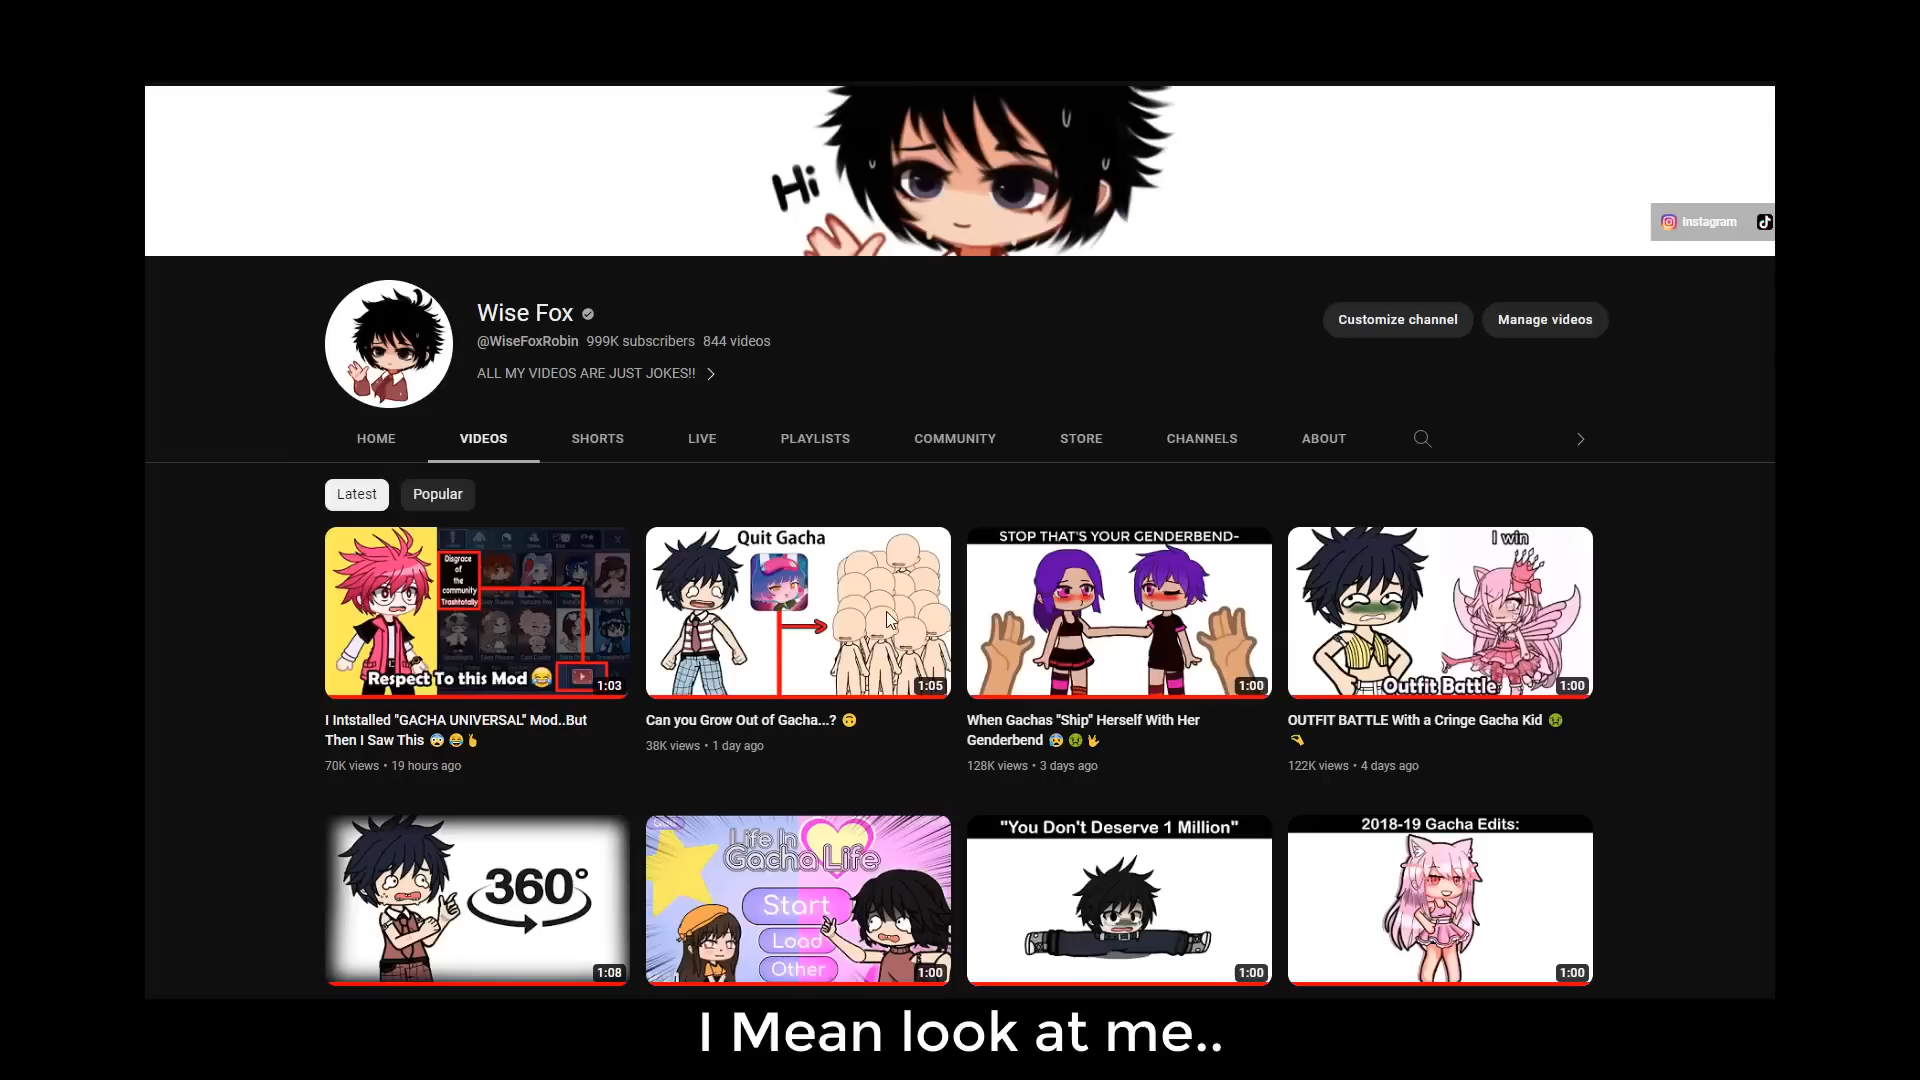 Hi
Instagram
Wise Fox
@WiseFoxRobin 999K subscribers 844 videos
ALL MY VIDEOS ARE JUST JOKES!!
Customize channel
Manage videos
HOME VIDEOS SHORTS LIVE PLAYLISTS COMMUNITY STORE CHANNELS ABOUT
Latest Popular
Disgrace
of
the
community
Trashtotally
Respect To this Mod 😂
1:03
I Intstalled "GACHA UNIVERSAL" Mod..But
Then I Saw This 😨 😂 🫰
70K views • 19 hours ago
Quit Gacha
1:05
Can you Grow Out of Gacha...? 🙃
38K views • 1 day ago
STOP THAT'S YOUR GENDERBEND-
1:00
When Gachas "Ship" Herself With Her
Genderbend 😰 🤢 🖖
128K views • 3 days ago
I win
Outfit Battle
1:00
OUTFIT BATTLE With a Cringe Gacha Kid 🤢
🤏
122K views • 4 days ago
360°
1:08
Life In
Gacha Life
Start
Load
Other
1:00
"You Don't Deserve 1 Million"
1:00
2018-19 Gacha Edits:
1:00
I Mean look at me..